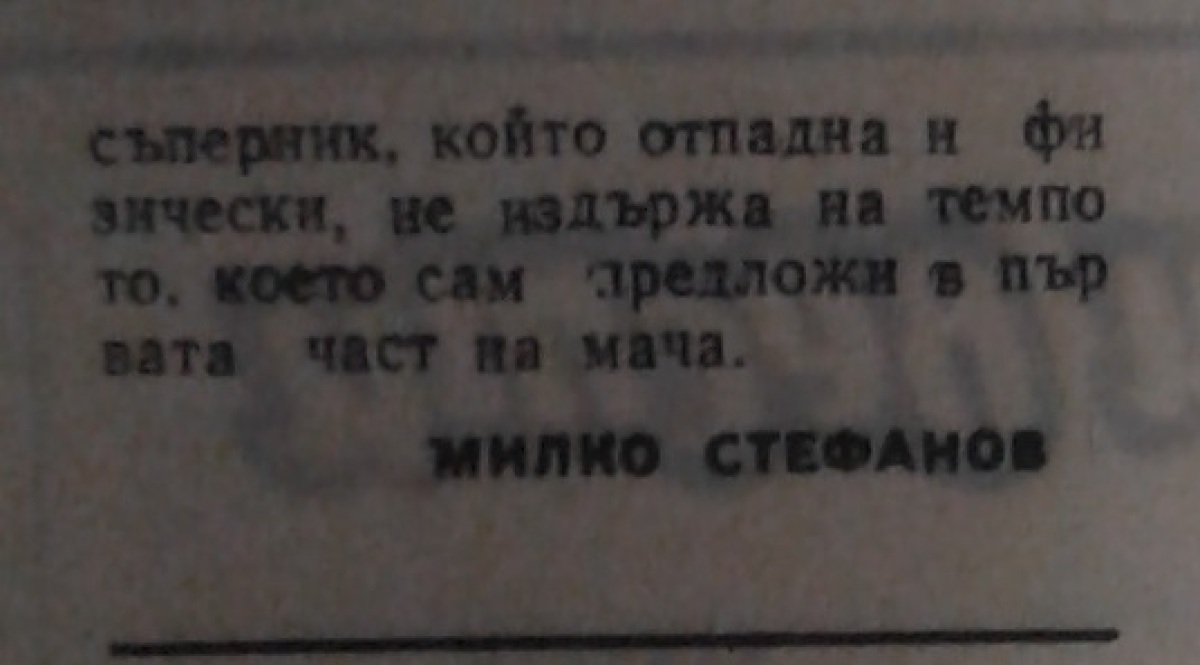 съперник, който отпадна и фи
зически, не издържа на темпо
то, което сам предложи в пър
вата част на мача.
МИЛКО СТЕФАНОВ